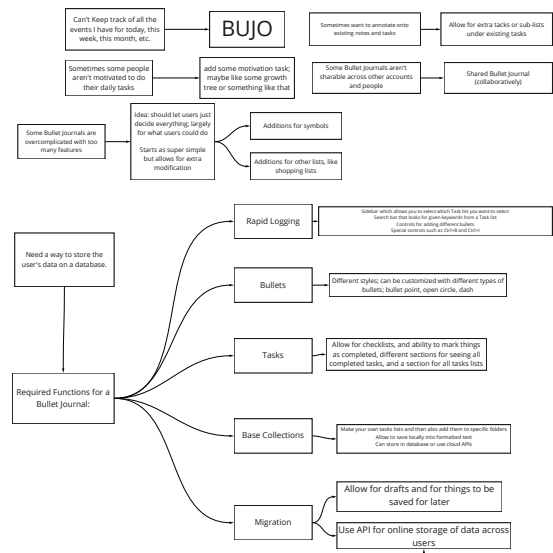 Can't Keep track of all the
events I have for today, this
week, this month, etc.
BUJO
Sometimes want to annotate onto
existing notes and tasks
Allow for extra tacks or sub-lists
under existing tasks
Sometimes some people
aren't motivated to do
their daily tasks
add some motivation task;
maybe like some growth
tree or something like that
Some Bullet Journals aren't
sharable across other accounts
and people
Shared Bullet Journal
(collaboratively)
Some Bullet Journals are
overcomplicated with too
many features
Idea: should let users just
decide everything; largely
for what users could do
Starts as super simple
but allows for extra
modification
Additions for symbols
Additions for other lists, like
shopping lists
Need a way to store the
user's data on a database.
Required Functions for a
Bullet Journal:
Rapid Logging
Sidebar which allows you to select which Task list you want to select
Search bar that looks for given keywords from a Task list
Controls for adding different bullets
Special controls such as Ctrl+B and Ctrl+I
Bullets
Different styles; can be customized with different types of
bullets; bullet point, open circle, dash
Tasks
Allow for checklists, and ability to mark things
as completed, different sections for seeing all
completed tasks, and a section for all tasks lists
Base Collections
Make your own tasks lists and then also add them to specific folders
Allow to save locally into formatted text
Can store in database or use cloud APIs
Migration
Allow for drafts and for things to be
saved for later
Use API for online storage of data across
users